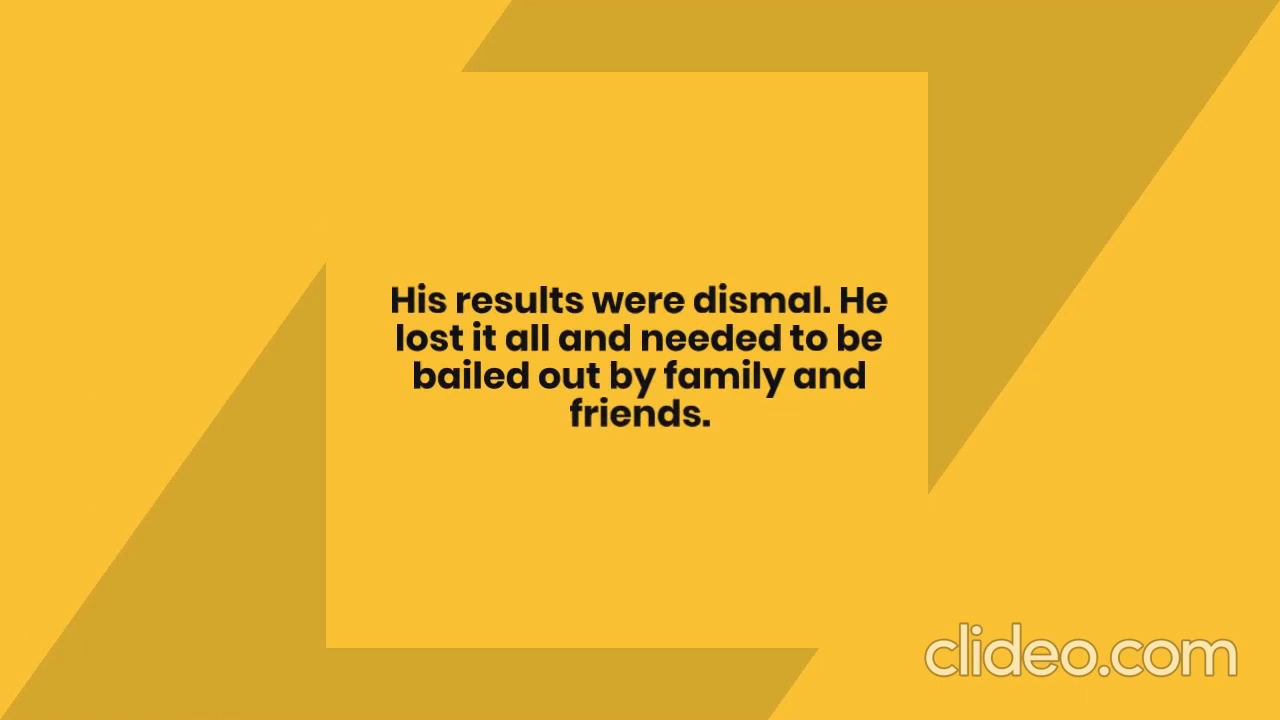 His results were dismal. He
lost it all and needed to be
bailed out by family and
friends.
clideo.com